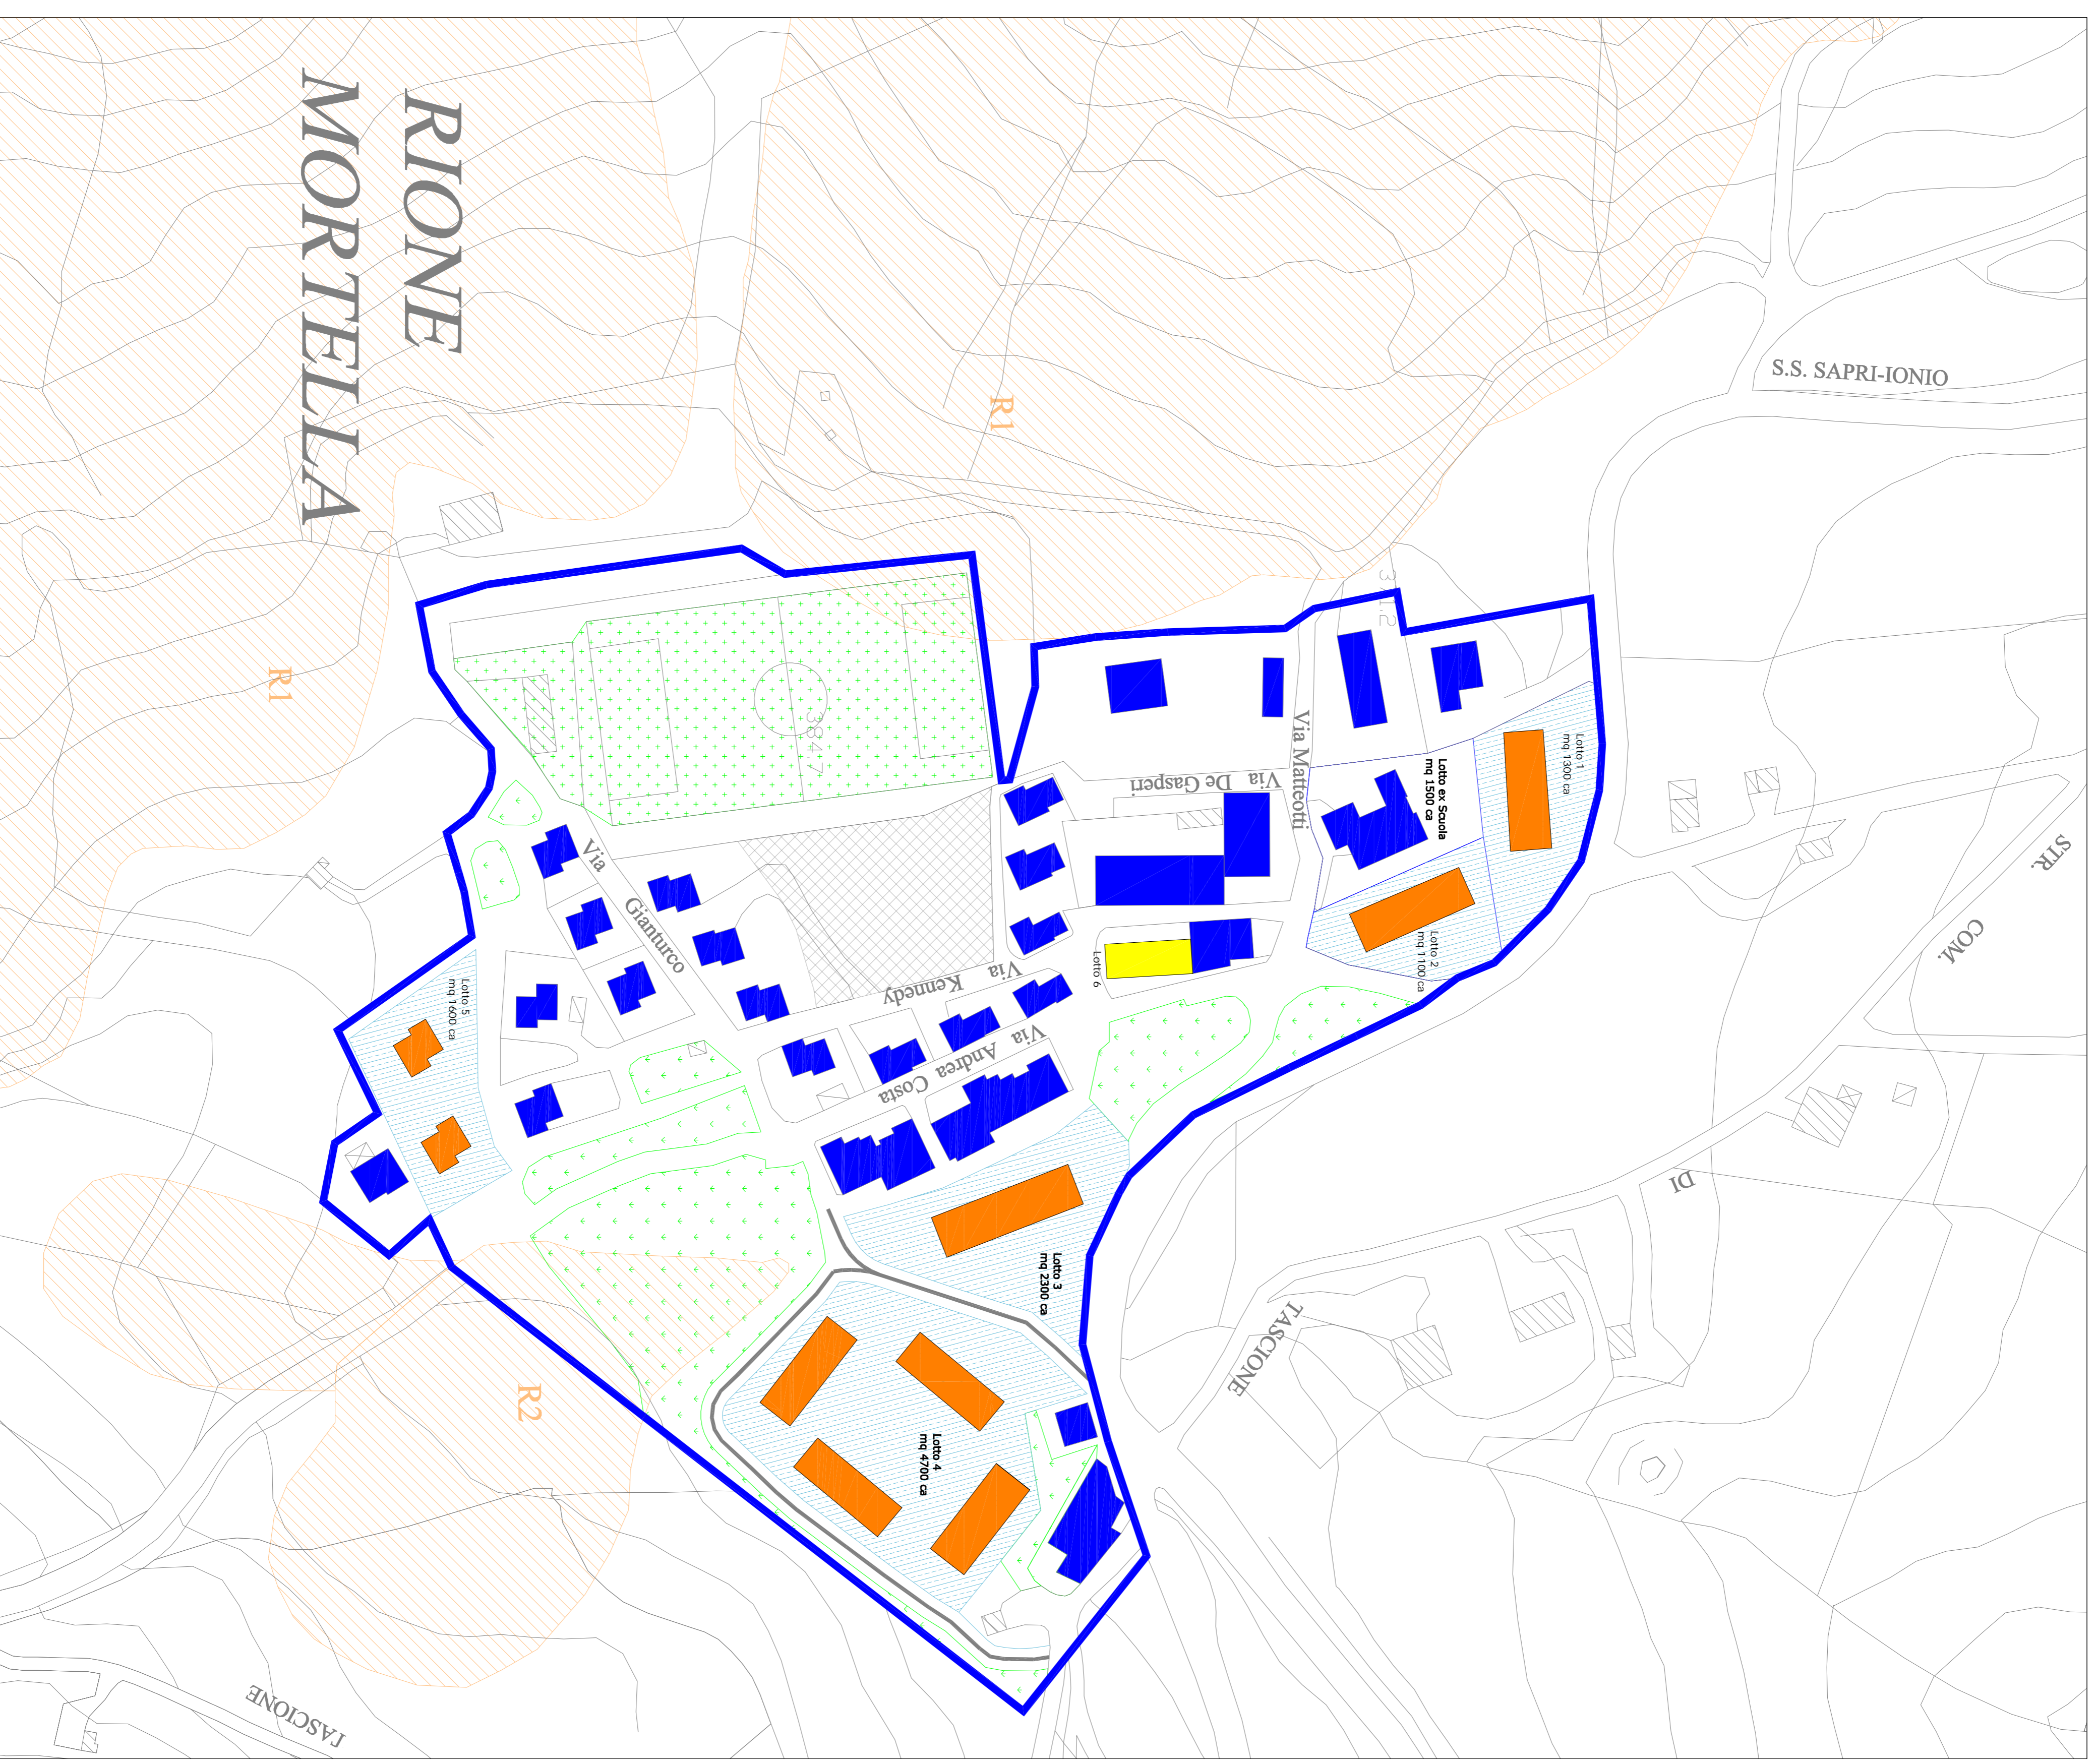 RIONE
MORTELLA
S.S. SAPRI-IONIO
R1
R1
R2
STR.
COM.
DI
TASCIONE
TASCIONE
387.7
Via Matteotti
Via De Gasperi
Via Gianturco
Via Kennedy
Via Andrea Costa
Lotto 1
mq 1300 ca
Lotto ex Scuola
mq 1500 ca
Lotto 2
mq 1100 ca
Lotto 6
Lotto 5
mq 1600 ca
Lotto 3
mq 2300 ca
Lotto 4
mq 4700 ca